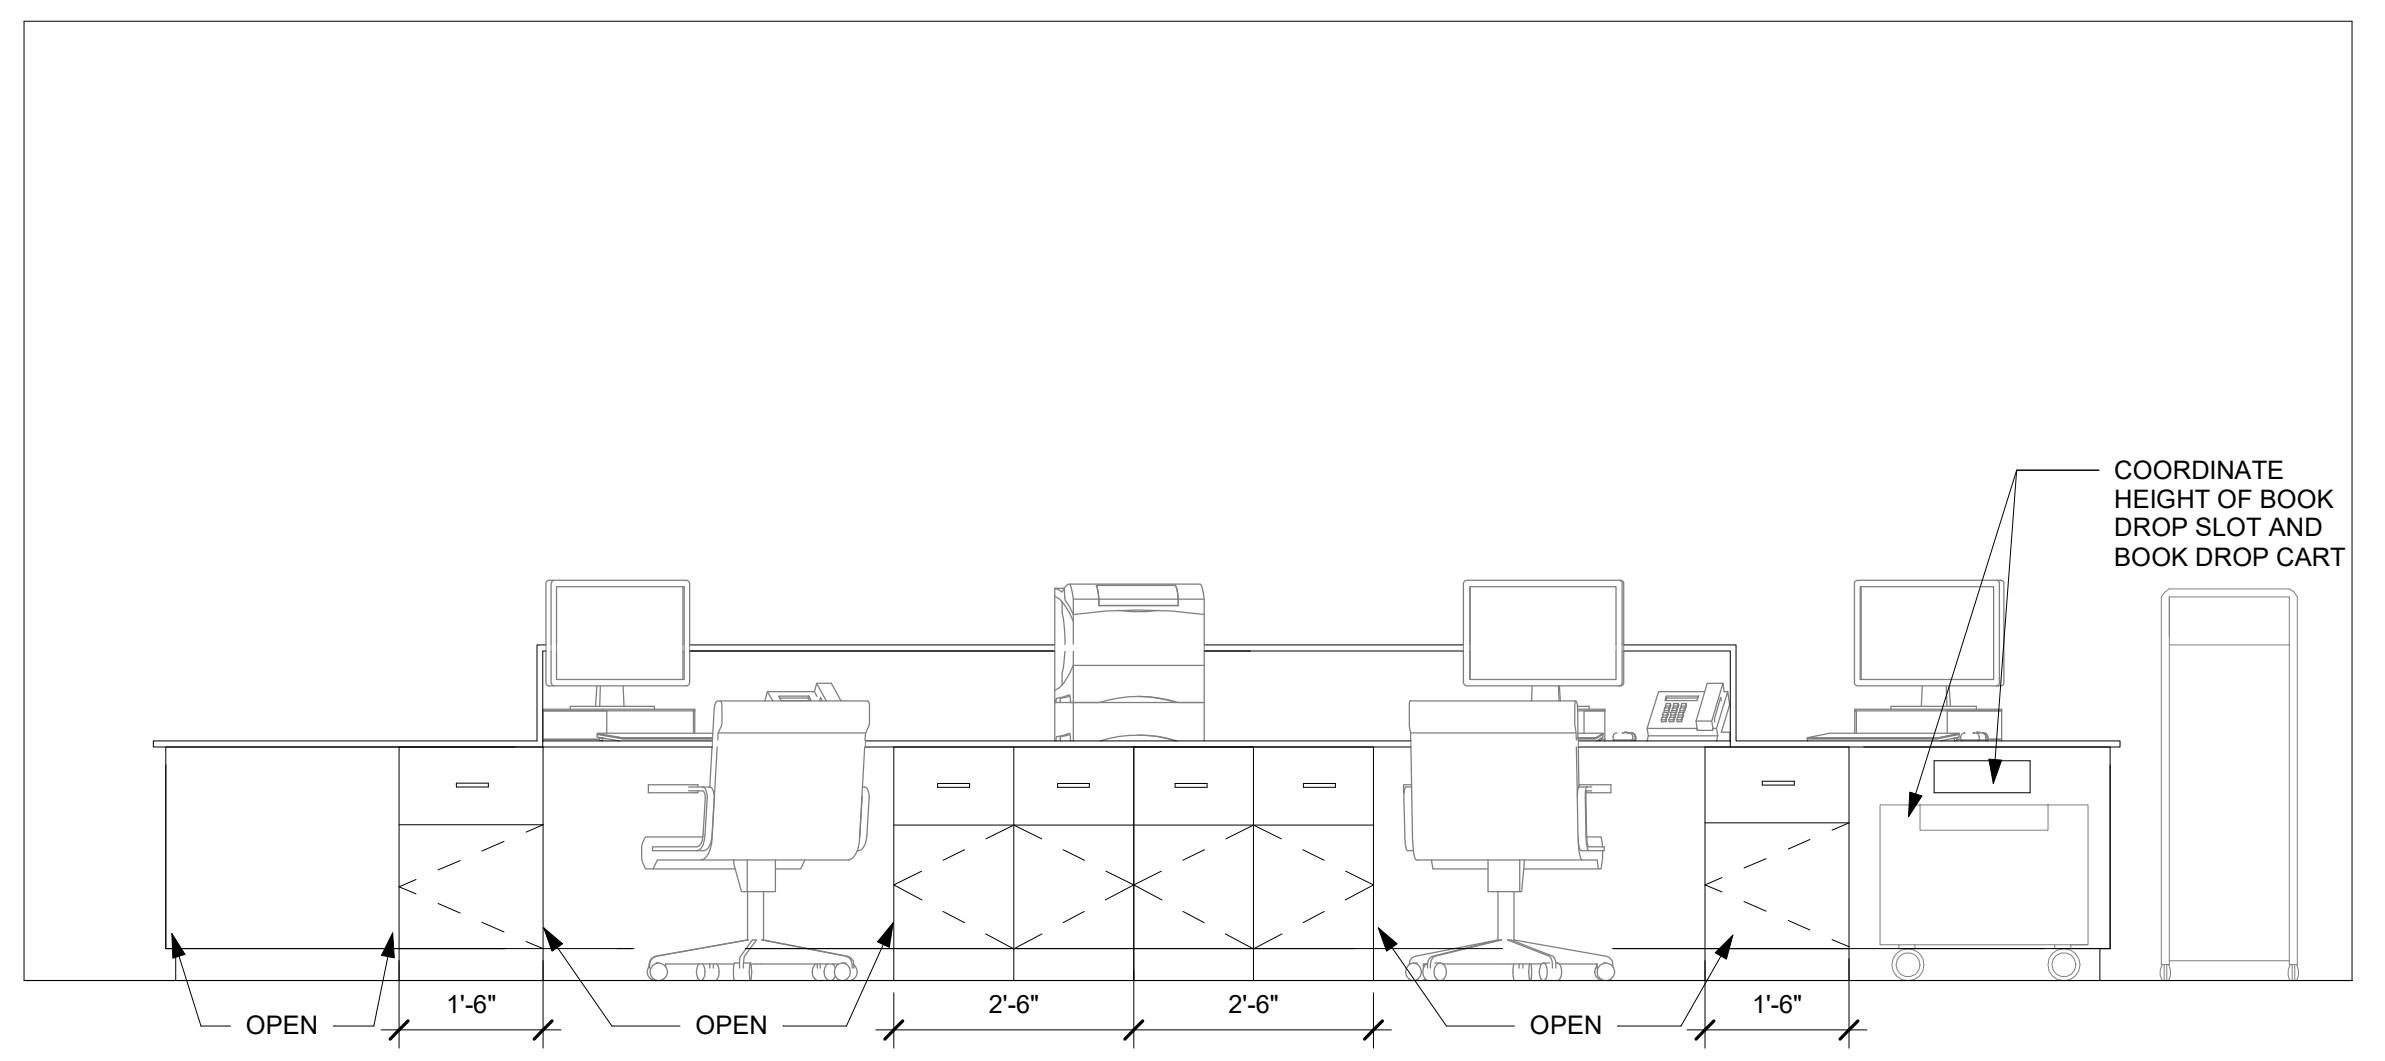 COORDINATE
HEIGHT OF BOOK
DROP SLOT AND
BOOK DROP CART
1'-6"
2'-6"
2'-6"
1'-6"
OPEN
OPEN
OPEN